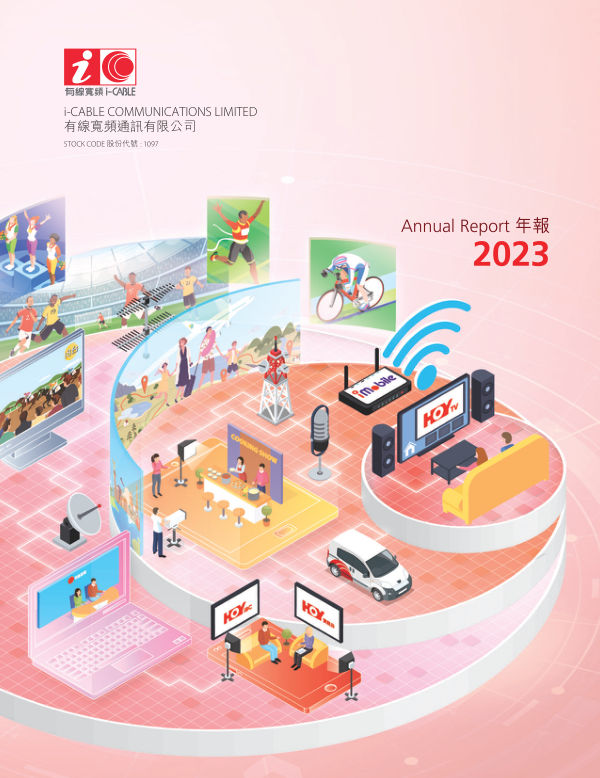 有線寬頻 i-CABLE
i-CABLE COMMUNICATIONS LIMITED
有線寬頻通訊有限公司
STOCK CODE 股份代號 : 1097
Annual Report 年報
2023
iMobile
HOY TV
COOKING SHOW
HOY
HOY